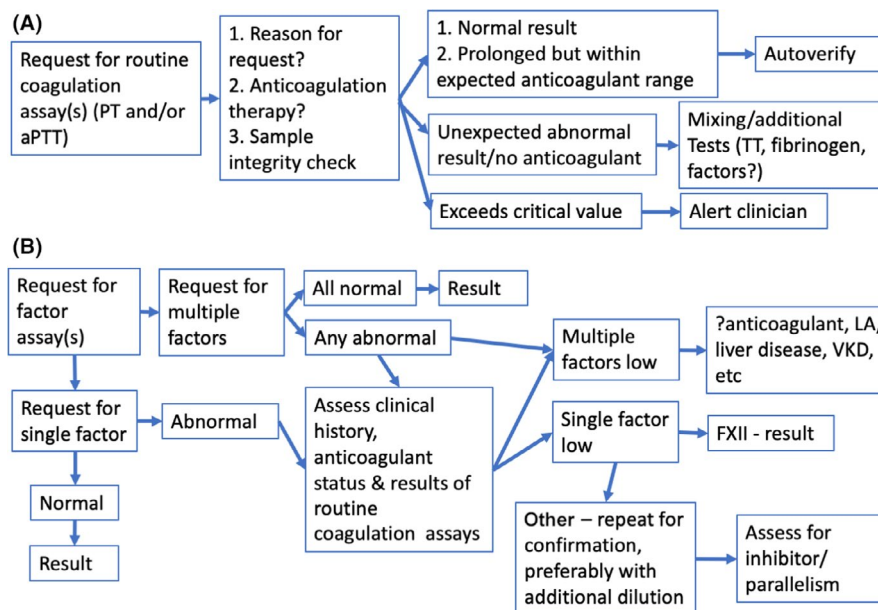 (A)
Request for routine
coagulation
assay(s) (PT and/or
aPTT)
1. Reason for
request?
2. Anticoagulation
therapy?
3. Sample
integrity check
1. Normal result
2. Prolonged but within
expected anticoagulant range
Autoverify
Unexpected abnormal
result/no anticoagulant
Mixing/additional
Tests (TT, fibrinogen,
factors?)
Exceeds critical value
Alert clinician
(B)
Request for
factor
assay(s)
Request for
multiple
factors
All normal
Result
Any abnormal
Multiple
factors low
?anticoagulant, LA,
liver disease, VKD,
etc
Request for
single factor
Abnormal
Assess clinical
history,
anticoagulant
status & results of
routine
coagulation assays
Single factor
low
FXII - result
Normal
Result
Other – repeat for
confirmation,
preferably with
additional dilution
Assess for
inhibitor/
parallelism